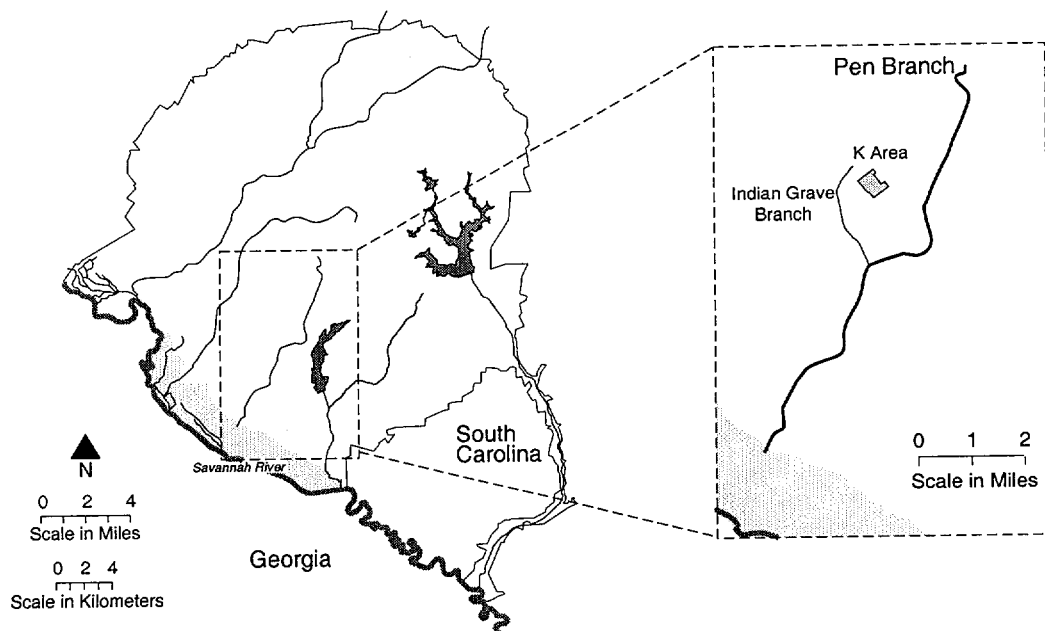 Pen Branch
K Area
Indian Grave
Branch
0 1 2
Scale in Miles
South
Carolina
Savannah River
Georgia
N
0 2 4
Scale in Miles
0 2 4
Scale in Kilometers